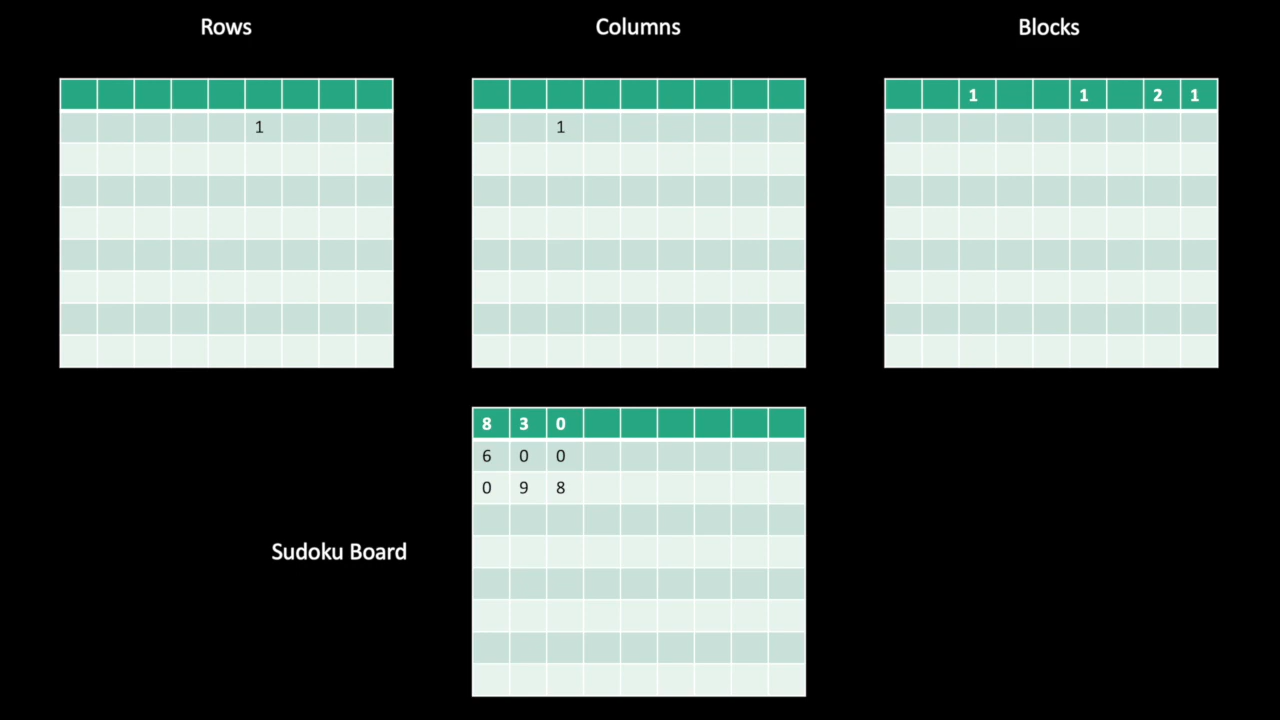 Rows Columns Blocks
1 1 2 1
1 1
8 3 0
6 0 0
0 9 8
Sudoku Board